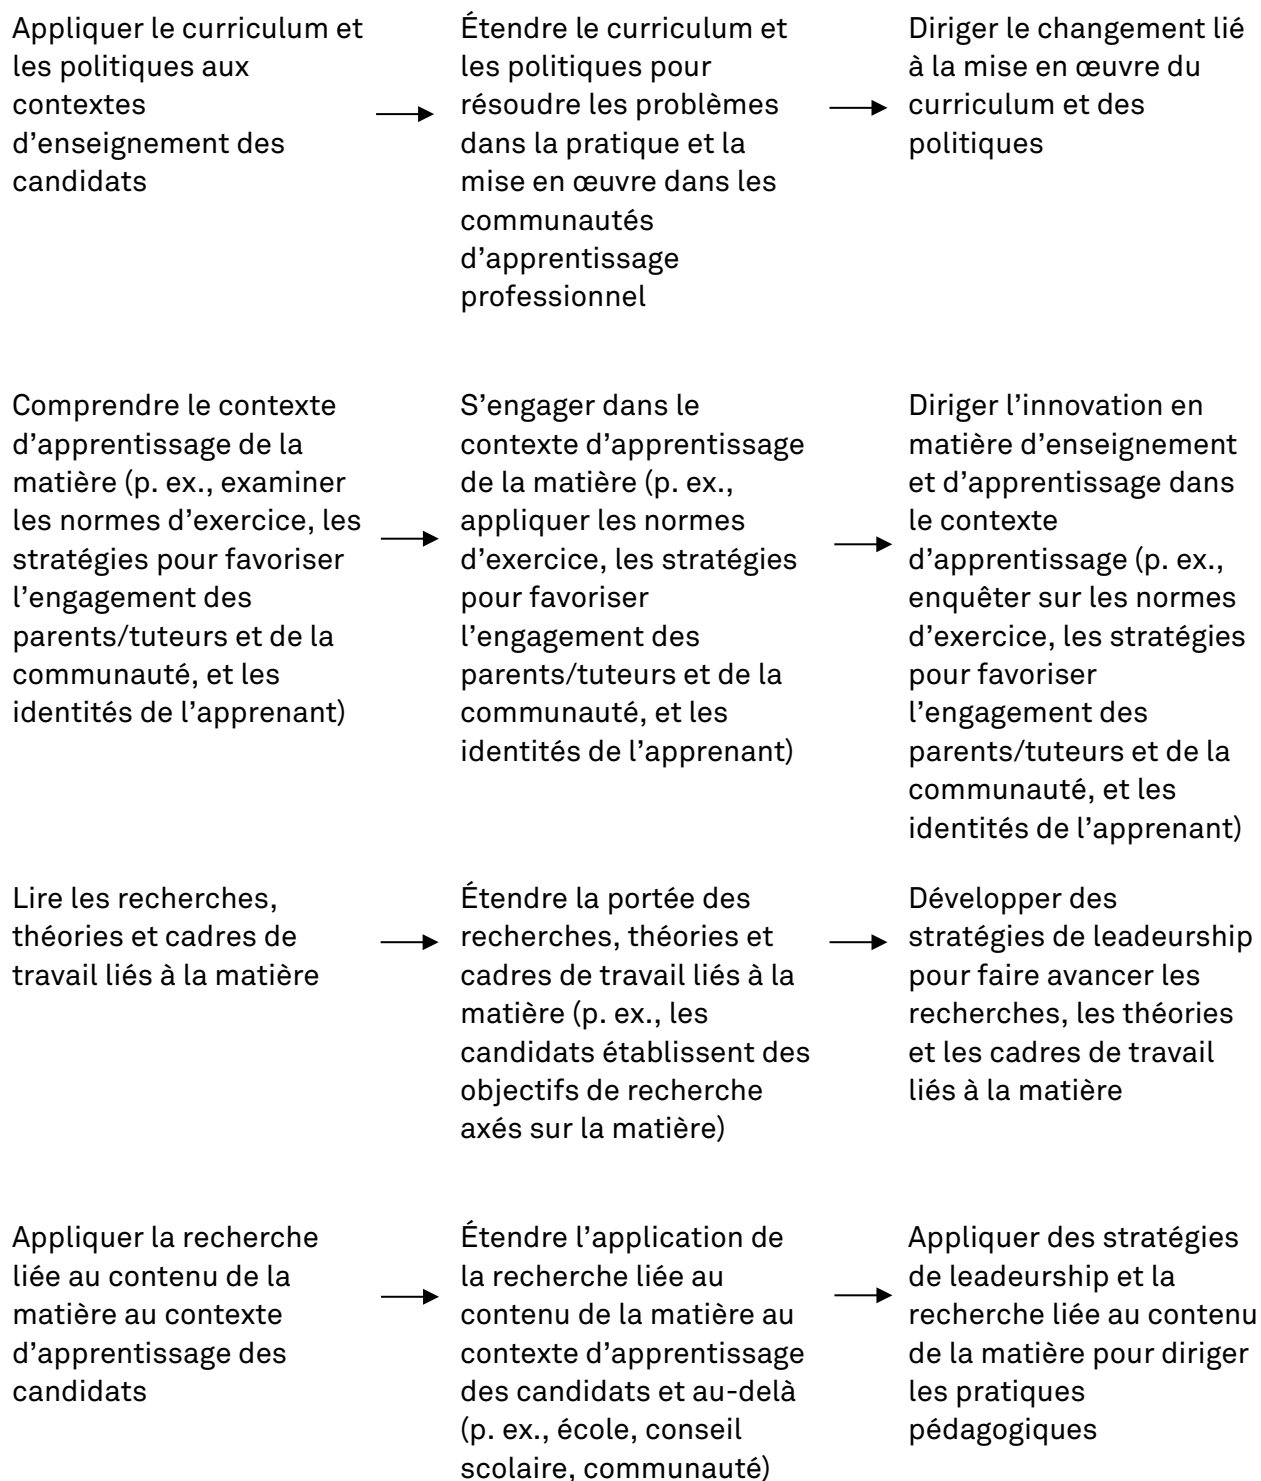 Appliquer le curriculum et
les politiques aux
contextes
d’enseignement des
candidats
Étendre le curriculum et
les politiques pour
résoudre les problèmes
dans la pratique et la
mise en œuvre dans les
communautés
d’apprentissage
professionnel
Diriger le changement lié
à la mise en œuvre du
curriculum et des
politiques
Comprendre le contexte
d’apprentissage de la
matière (p. ex., examiner
les normes d’exercice, les
stratégies pour favoriser
l’engagement des
parents/tuteurs et de la
communauté, et les
identités de l’apprenant)
S’engager dans le
contexte d’apprentissage
de la matière (p. ex.,
appliquer les normes
d’exercice, les stratégies
pour favoriser
l’engagement des
parents/tuteurs et de la
communauté, et les
identités de l’apprenant)
Diriger l’innovation en
matière d’enseignement
et d’apprentissage dans
le contexte
d’apprentissage (p. ex.,
enquêter sur les normes
d’exercice, les stratégies
pour favoriser
l’engagement des
parents/tuteurs et de la
communauté, et les
identités de l’apprenant)
Lire les recherches,
théories et cadres de
travail liés à la matière
Étendre la portée des
recherches, théories et
cadres de travail liés à la
matière (p. ex., les
candidats établissent des
objectifs de recherche
axés sur la matière)
Développer des
stratégies de leadeurship
pour faire avancer les
recherches, les théories
et les cadres de travail
liés à la matière
Appliquer la recherche
liée au contenu de la
matière au contexte
d’apprentissage des
candidats
Étendre l’application de
la recherche liée au
contenu de la matière au
contexte d’apprentissage
des candidats et au-delà
(p. ex., école, conseil
scolaire, communauté)
Appliquer des stratégies
de leadeurship et la
recherche liée au contenu
de la matière pour diriger
les pratiques
pédagogiques